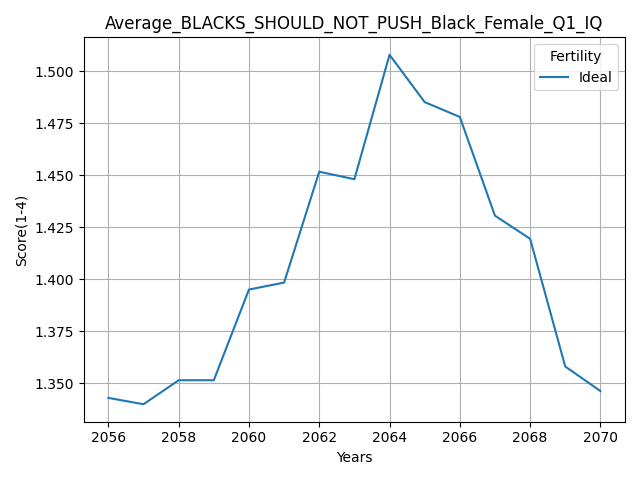 Average_BLACKS_SHOULD_NOT_PUSH_Black_Female_Q1_IQ
Fertility
Ideal
1.500
1.475
1.450
1.425
1.400
1.375
1.350
Score(1-4)
2056 2058 2060 2062 2064 2066 2068 2070
Years